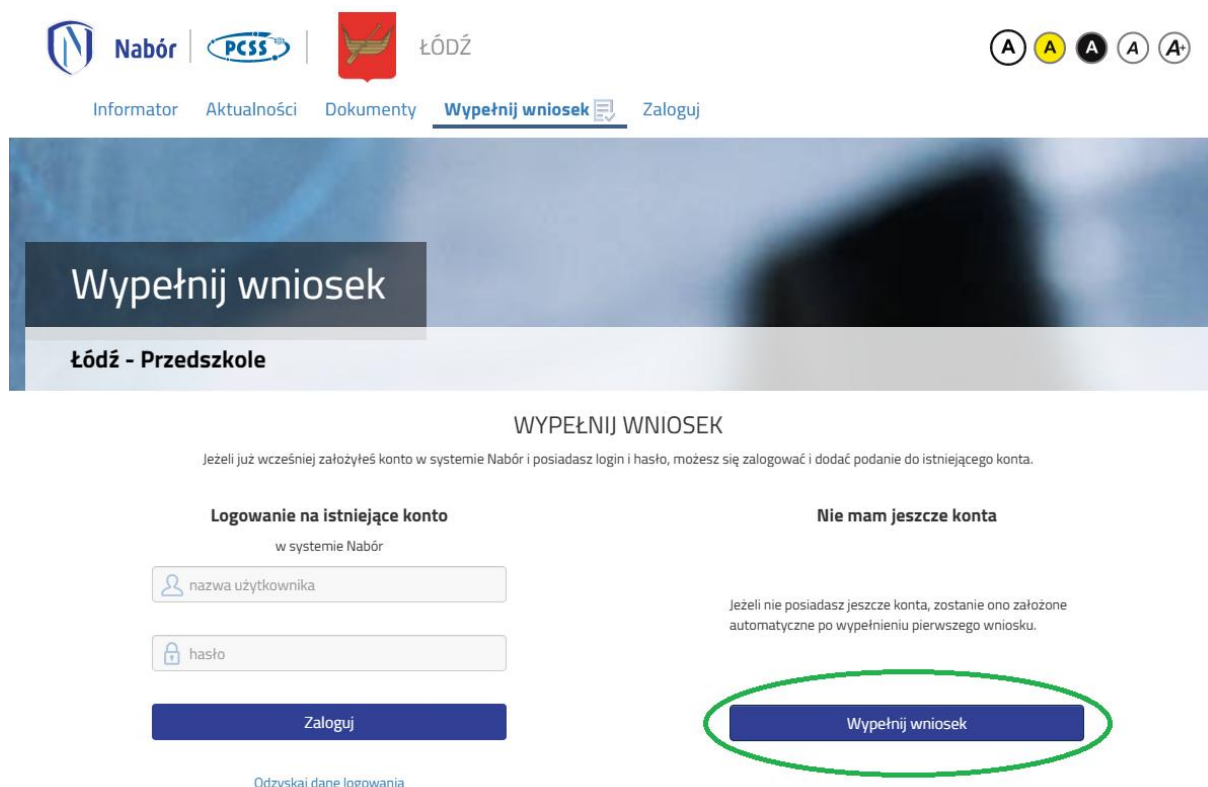 Nabór
PCSS
ŁÓDŹ
A A A A A+
Informator Aktualności Dokumenty Wypełnij wniosek Zaloguj
Wypełnij wniosek
Łódź - Przedszkole
WYPEŁNIJ WNIOSEK
Jeżeli już wcześniej założyłeś konto w systemie Nabór i posiadasz login i hasło, możesz się zalogować i dodać podanie do istniejącego konta.
Logowanie na istniejące konto
w systemie Nabór
nazwa użytkownika
hasło
Zaloguj
Odzyskaj dane logowania
Nie mam jeszcze konta
Jeżeli nie posiadasz jeszcze konta, zostanie ono założone
automatyczne po wypełnieniu pierwszego wniosku.
Wypełnij wniosek